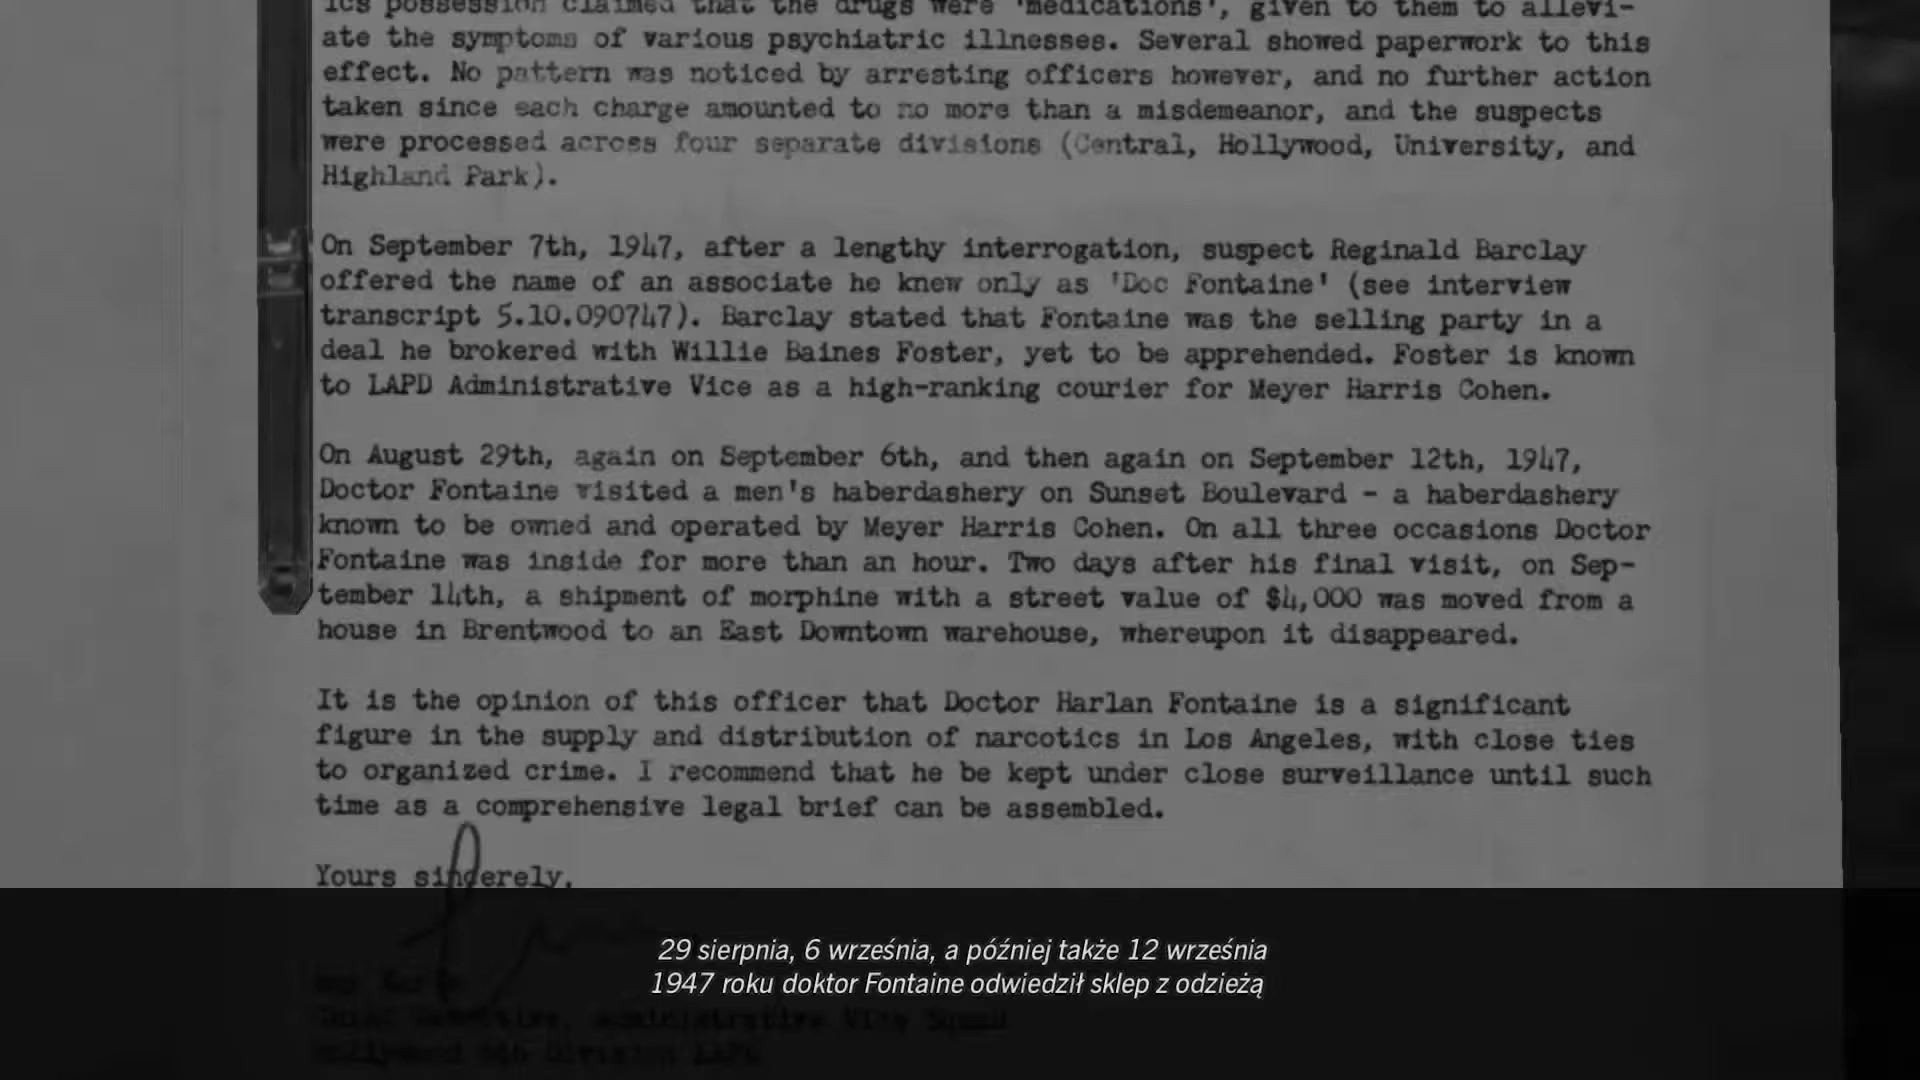 ics possession claimed that the drugs were 'medications', given to them to allevi-
ate the symptoms of various psychiatric illnesses. Several showed paperwork to this
effect. No pattern was noticed by arresting officers however, and no further action
taken since each charge amounted to no more than a misdemeanor, and the suspects
were processed across four separate divisions (Central, Hollywood, University, and
Highland Park).
On September 7th, 1947, after a lengthy interrogation, suspect Reginald Barclay
offered the name of an associate he knew only as 'Doc Fontaine' (see interview
transcript 5.10.090747). Barclay stated that Fontaine was the selling party in a
deal he brokered with Willie Baines Foster, yet to be apprehended. Foster is known
to LAPD Administrative Vice as a high-ranking courier for Meyer Harris Cohen.
On August 29th, again on September 6th, and then again on September 12th, 1947,
Doctor Fontaine visited a men's haberdashery on Sunset Boulevard - a haberdashery
known to be owned and operated by Meyer Harris Cohen. On all three occasions Doctor
Fontaine was inside for more than an hour. Two days after his final visit, on Sep-
tember 14th, a shipment of morphine with a street value of $4,000 was moved from a
house in Brentwood to an East Downtown warehouse, whereupon it disappeared.
It is the opinion of this officer that Doctor Harlan Fontaine is a significant
figure in the supply and distribution of narcotics in Los Angeles, with close ties
to organized crime. I recommend that he be kept under close surveillance until such
time as a comprehensive legal brief can be assembled.
Yours sincerely,
29 sierpnia, 6 września, a później także 12 września
1947 roku doktor Fontaine odwiedził sklep z odzieżą
Administrative Vice Squad